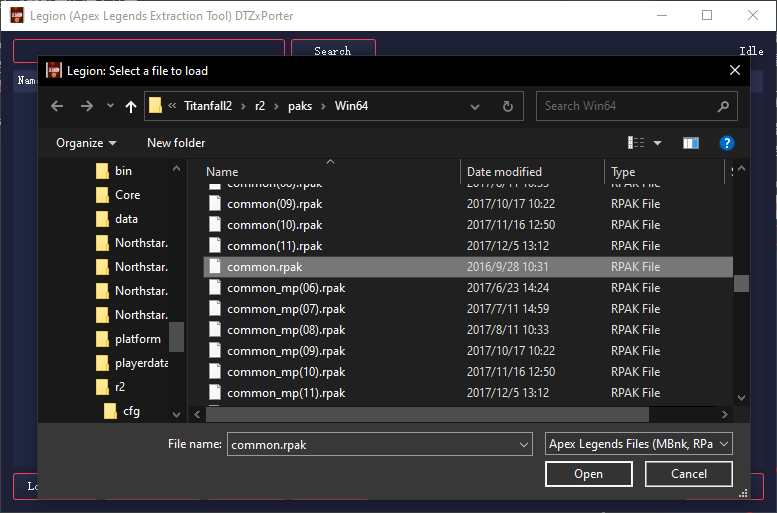 Legion (Apex Legends Extraction Tool) DTZxPorter
Search
Idle
Legion: Select a file to load
« Titanfall2 > r2 > paks > Win64
Search Win64
Organize
New folder
Name
Date modified
Type
bin
Core
data
Northstar.
Northstar.
Northstar.
Northstar.
platform
playerdata
r2
cfg
common(08).rpak 2017/8/11 10:33 RPAK File
common(09).rpak 2017/10/17 10:22 RPAK File
common(10).rpak 2017/11/16 12:50 RPAK File
common(11).rpak 2017/12/5 13:12 RPAK File
common.rpak 2016/9/28 10:31 RPAK File
common_mp(06).rpak 2017/6/23 14:24 RPAK File
common_mp(07).rpak 2017/7/11 14:59 RPAK File
common_mp(08).rpak 2017/8/11 10:33 RPAK File
common_mp(09).rpak 2017/10/17 10:22 RPAK File
common_mp(10).rpak 2017/11/16 12:50 RPAK File
common_mp(11).rpak 2017/12/5 13:12 RPAK File
File name: common.rpak
Apex Legends Files (MBnk, RPa
Open
Cancel